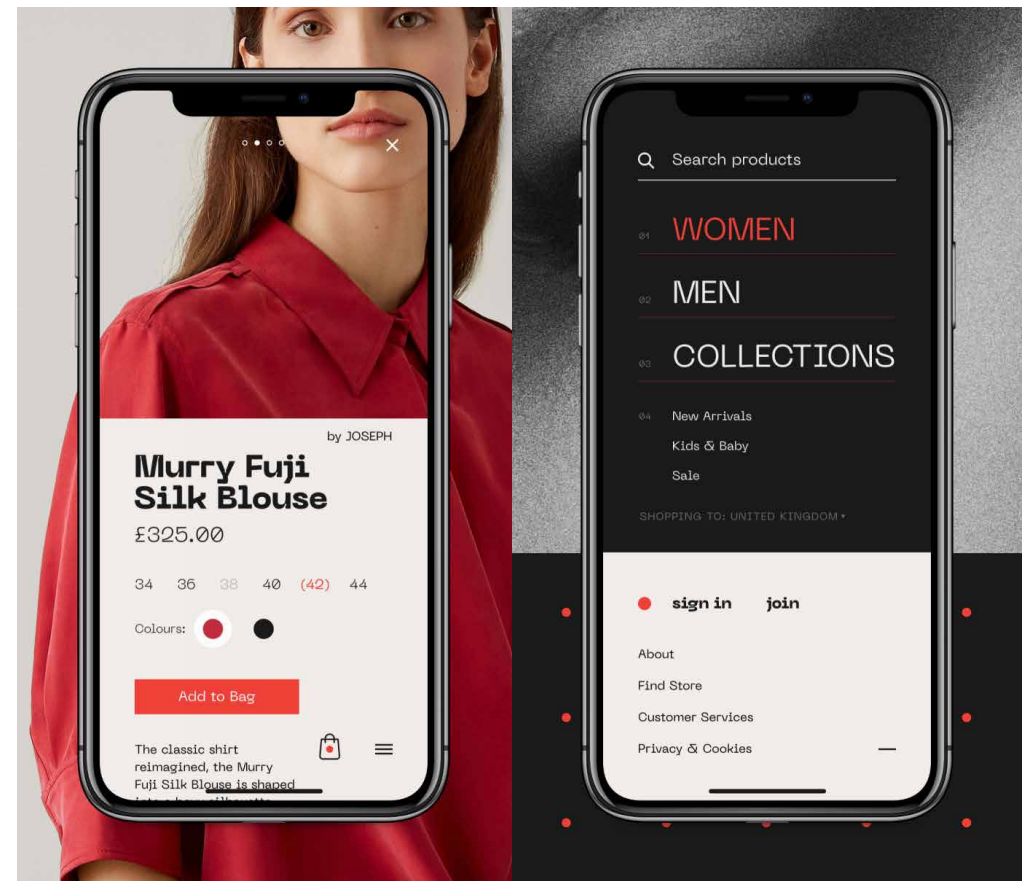 by JOSEPH
Murry Fuji
Silk Blouse
£325.00
34 36 38 40 (42) 44
Colours:
Add to Bag
The classic shirt
reimagined, the Murry
Fuji Silk Blouse is shaped
Search products
01 WOMEN
02 MEN
03 COLLECTIONS
04 New Arrivals
Kids & Baby
Sale
SHOPPING TO: UNITED KINGDOM
sign in join
About
Find Store
Customer Services
Privacy & Cookies